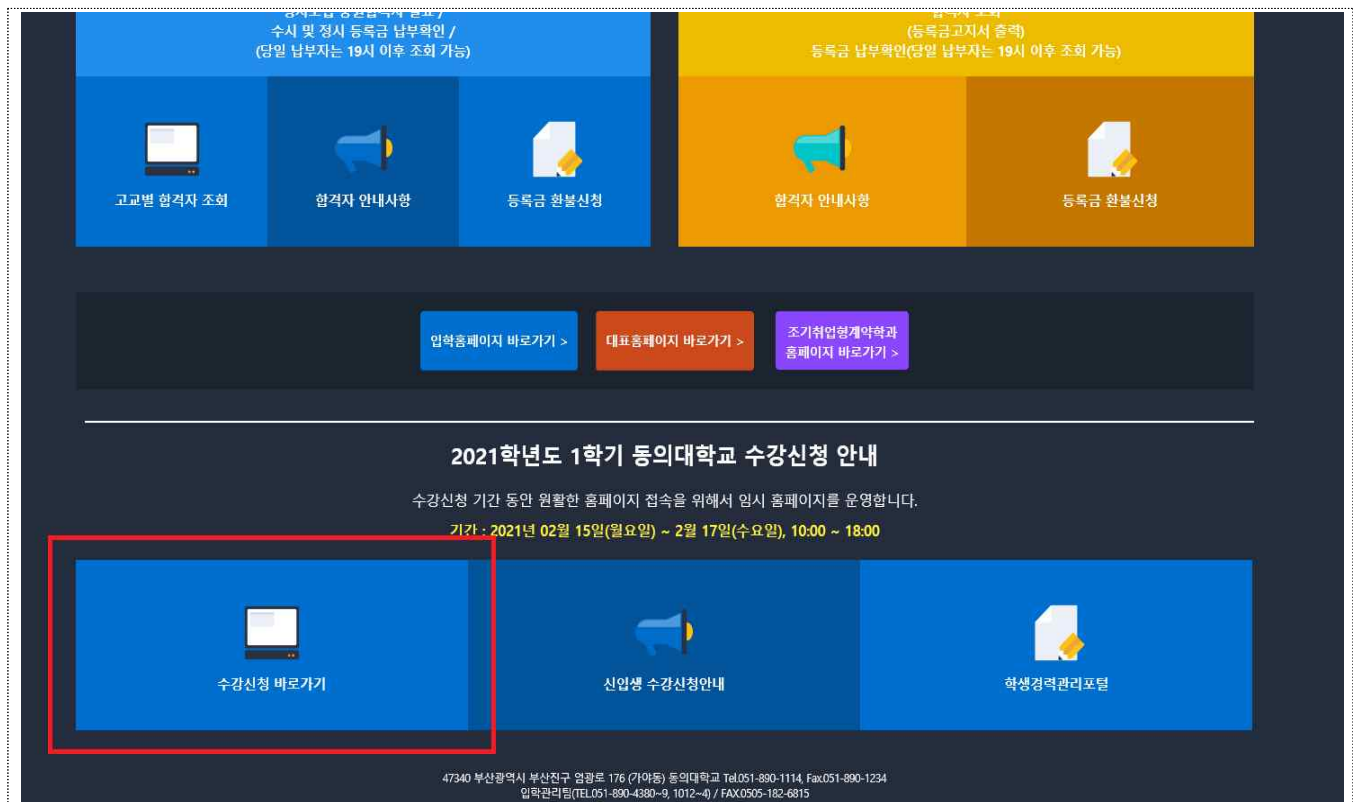 수시 및 정시 등록금 납부확인 /
(당일 납부자는 19시 이후 조회 가능)
(등록금고지서 출력)
등록금 납부확인(당일 납부자는 19시 이후 조회 가능)
고교별 합격자 조회
합격자 안내사항
등록금 환불신청
합격자 안내사항
등록금 환불신청
입학홈페이지 바로가기 >
대표홈페이지 바로가기 >
조기취업형계약학과
홈페이지 바로가기 >
2021학년도 1학기 동의대학교 수강신청 안내
수강신청 기간 동안 원활한 홈페이지 접속을 위해서 임시 홈페이지를 운영합니다.
기간 : 2021년 02월 15일(월요일) ~ 2월 17일(수요일), 10:00 ~ 18:00
수강신청 바로가기
신입생 수강신청안내
학생경력관리포털
47340 부산광역시 부산진구 엄광로 176 (가야동) 동의대학교 Tel.051-890-1114, Fax.051-890-1234
입학관리팀(TEL.051-890-4380~9, 1012~4) / FAX.0505-182-6815